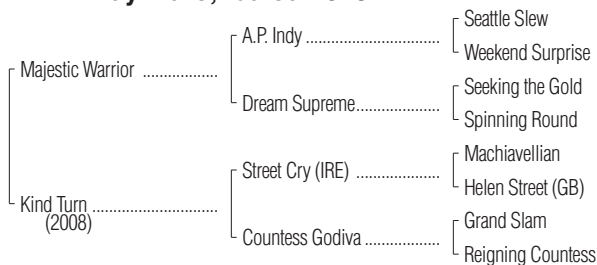 Seattle Slew
A.P. Indy
Weekend Surprise
Majestic Warrior
Seeking the Gold
Dream Supreme
Spinning Round
Machiavellian
Street Cry (IRE)
Helen Street (GB)
Kind Turn
(2008)
Grand Slam
Countess Godiva
Reigning Countess